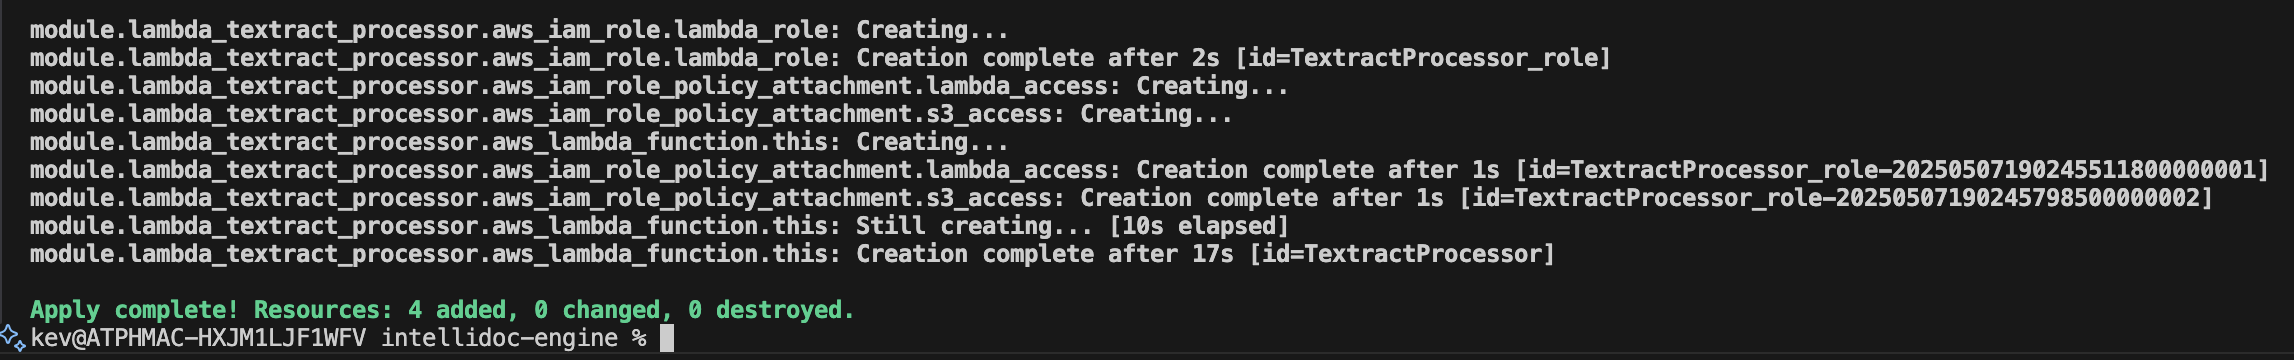 module.lambda_textract_processor.aws_iam_role.lambda_role: Creating...
module.lambda_textract_processor.aws_iam_role.lambda_role: Creation complete after 2s [id=TextractProcessor_role]
module.lambda_textract_processor.aws_iam_role_policy_attachment.lambda_access: Creating...
module.lambda_textract_processor.aws_iam_role_policy_attachment.s3_access: Creating...
module.lambda_textract_processor.aws_lambda_function.this: Creating...
module.lambda_textract_processor.aws_iam_role_policy_attachment.lambda_access: Creation complete after 1s [id=TextractProcessor_role-20250507190245511800000001]
module.lambda_textract_processor.aws_iam_role_policy_attachment.s3_access: Creation complete after 1s [id=TextractProcessor_role-20250507190245798500000002]
module.lambda_textract_processor.aws_lambda_function.this: Still creating... [10s elapsed]
module.lambda_textract_processor.aws_lambda_function.this: Creation complete after 17s [id=TextractProcessor]
Apply complete! Resources: 4 added, 0 changed, 0 destroyed.
kev@ATPHMAC-HXJM1LJF1WFV intellidoc-engine %